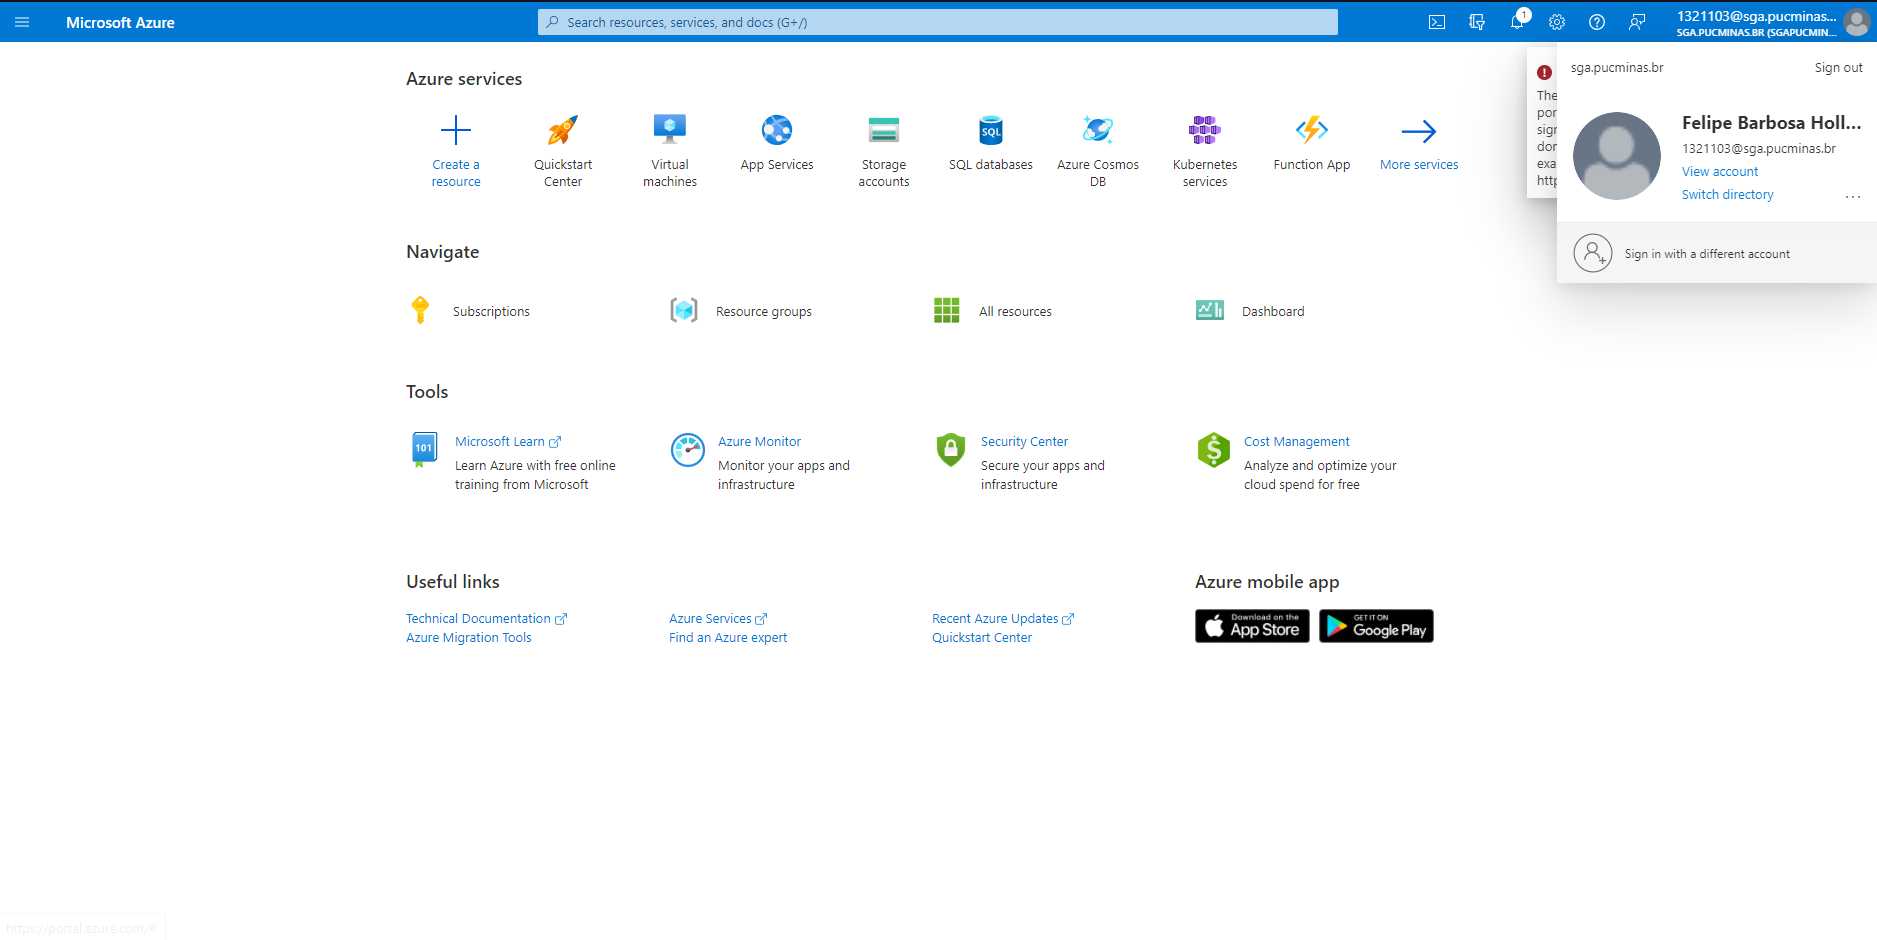 Microsoft Azure
Search resources, services, and docs (G+/)
1
1321103@sga.pucminas...
SGA.PUCMINAS.BR (SGAPUCMIN...
sga.pucminas.br
Sign out
Felipe Barbosa Holl...
1321103@sga.pucminas.br
View account
Switch directory
...
Sign in with a different account
The
por
sign
don
exa
http
Azure services
Create a
resource
Quickstart
Center
Virtual
machines
App Services
Storage
accounts
SQL
SQL databases
Azure Cosmos
DB
Kubernetes
services
Function App
More services
Navigate
Subscriptions
Resource groups
All resources
Dashboard
Tools
101
Microsoft Learn
Learn Azure with free online
training from Microsoft
Azure Monitor
Monitor your apps and
infrastructure
Security Center
Secure your apps and
infrastructure
$
Cost Management
Analyze and optimize your
cloud spend for free
Useful links
Technical Documentation
Azure Migration Tools
Azure Services
Find an Azure expert
Recent Azure Updates
Quickstart Center
Azure mobile app
Download on the
App Store
GET IT ON
Google Play
https://portal.azure.com/#